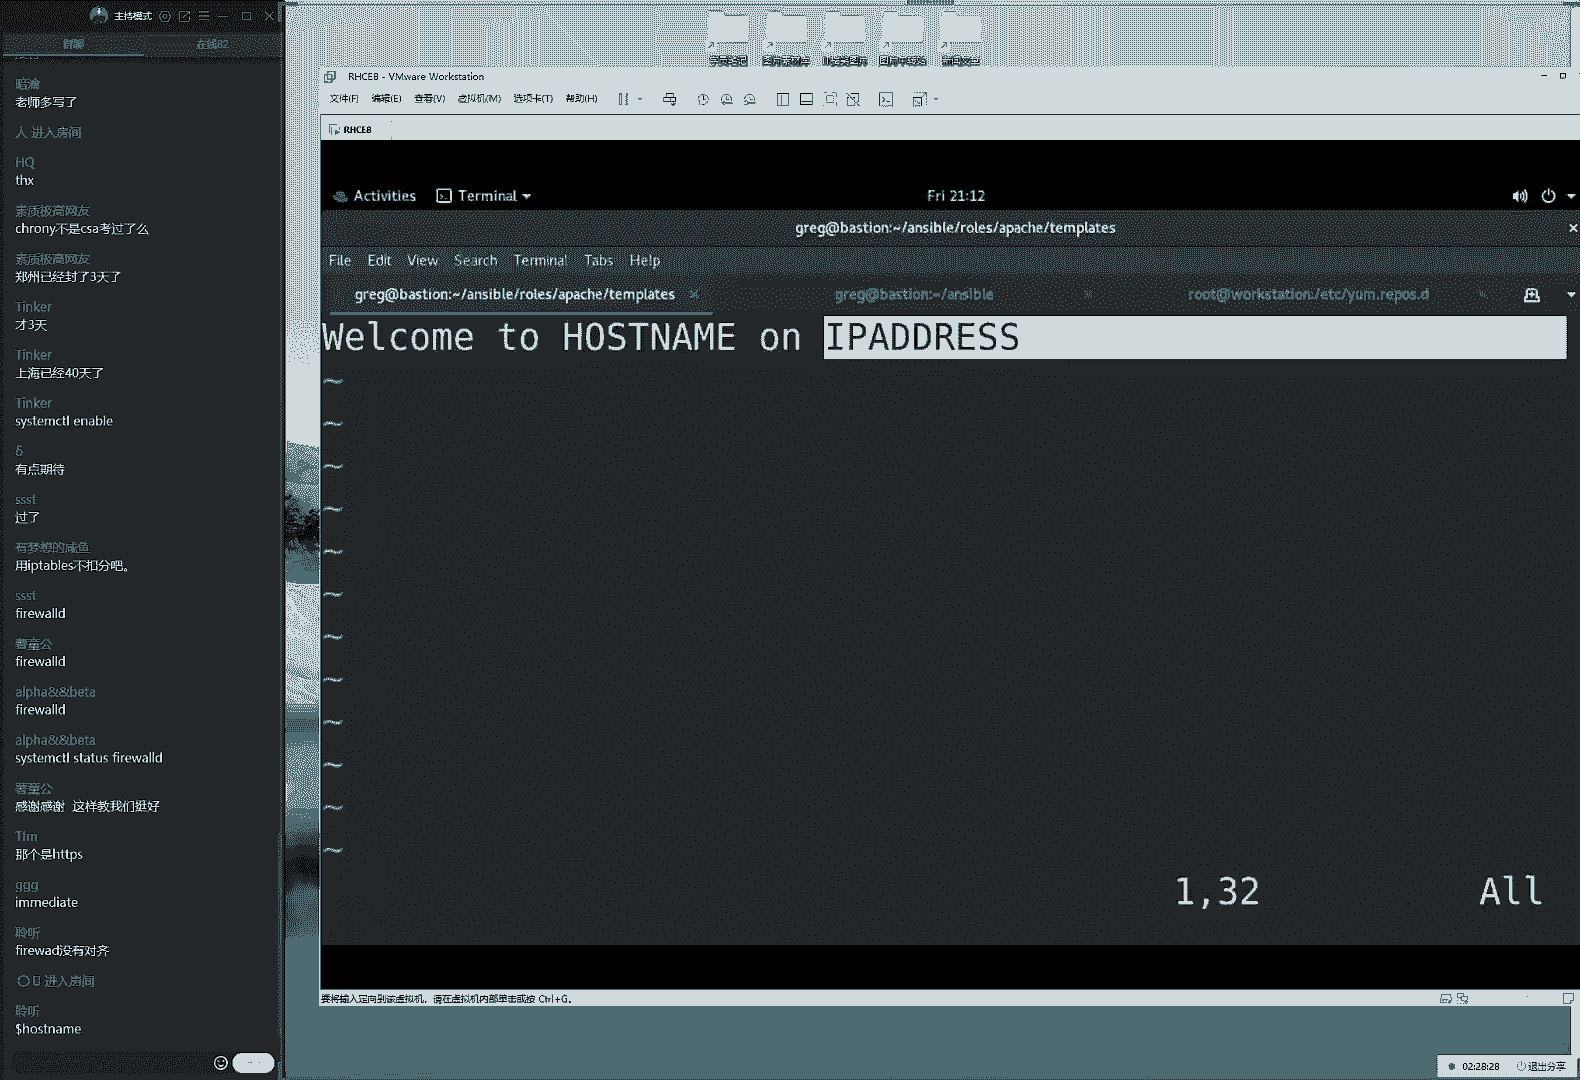 主持模式
群聊
在线82
暗瀹
老师多写了
人 进入房间
HQ
thx
素质极高网友
chrony不是csa考过了么
素质极高网友
郑州已经封了3天了
Tinker
才3天
Tinker
上海已经40天了
Tinker
systemctl enable
δ
有点期待
ssst
过了
有梦想的咸鱼
用iptables不扣分吧。
ssst
firewalld
薯童公
firewalld
alpha&&beta
firewalld
alpha&&beta
systemctl status firewalld
薯童公
感谢感谢 这样教我们挺好
T1m
那个是https
ggg
immediate
聆听
firewad没有对齐
进入房间
聆听
$hostname
RHCE8 - VMware Workstation
文件(F) 编辑(E) 查看(V) 虚拟机(M) 选项卡(T) 帮助(H)
RHCE8
Activities Terminal Fri 21:12
greg@bastion:~/ansible/roles/apache/templates
File Edit View Search Terminal Tabs Help
greg@bastion:~/ansible/roles/apache/templates greg@bastion:~/ansible root@workstation:/etc/yum.repos.d
Welcome to HOSTNAME on IPADDRESS
~
~
~
~
~
~
~
~
~
~
~
~
1,32 All
要将输入定向到该虚拟机，请在虚拟机内部单击或按 Ctrl+G。
02:28:28 退出分享